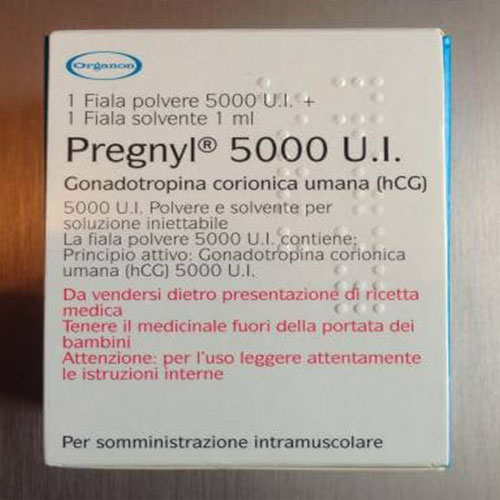 Organon
1 Fiala polvere 5000 U.I. +
1 Fiala solvente 1 ml
Pregnyl® 5000 U.I.
Gonadotropina corionica umana (hCG)
5000 U.I. Polvere e solvente per
soluzione iniettabile
La fiala polvere 5000 U.I. contiene:
Principio attivo: Gonadotropina corionica
umana (hCG) 5000 U.I.
Da vendersi dietro presentazione di ricetta
medica
Tenere il medicinale fuori della portata dei
bambini
Attenzione: per l'uso leggere attentamente
le istruzioni interne
Per somministrazione intramuscolare